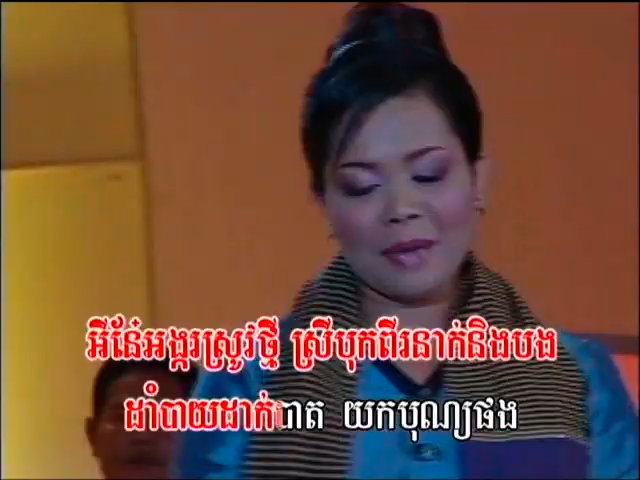 អីនែ៎អង្ករស្រូវថ្មី ស្រីបុកពីរនាក់និងបង
ដាំបាយដាក់បាត យកបុណ្យផង